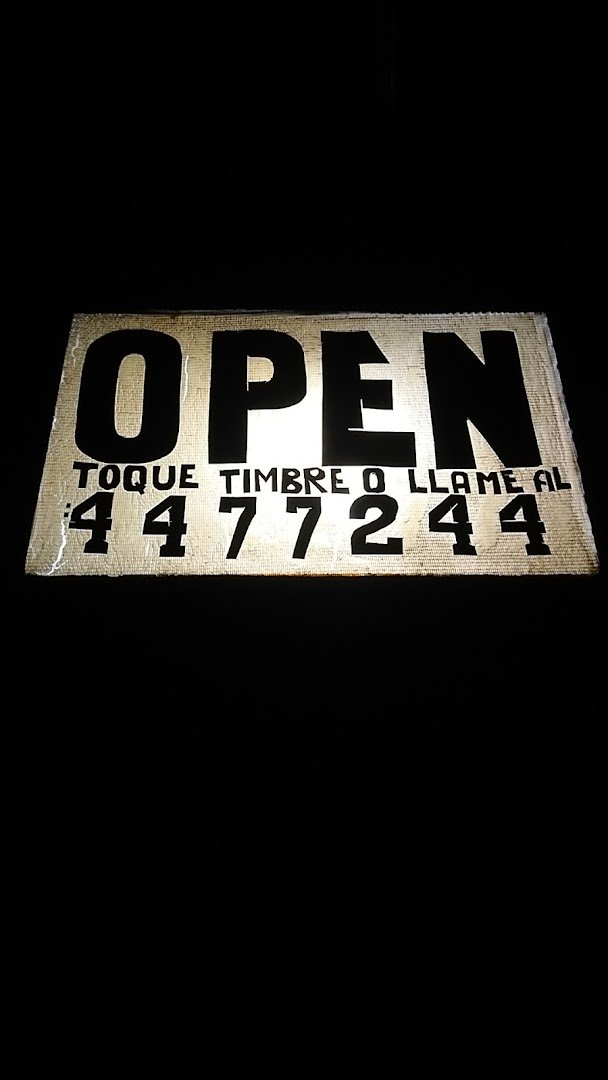 OPEN
TOQUE TIMBRE O LLAME AL
:4477244